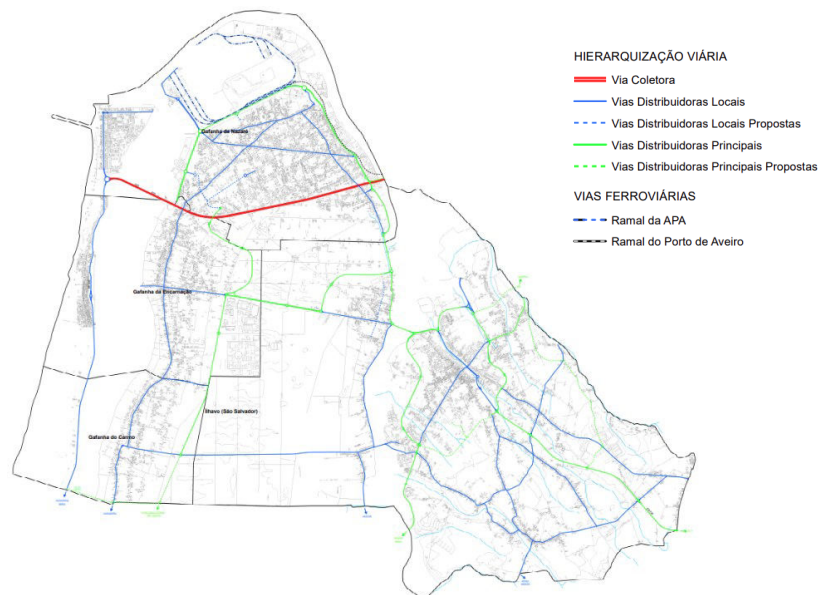 HIERARQUIZAÇÃO VIÁRIA
Via Coletora
Vias Distribuidoras Locais
Vias Distribuidoras Locais Propostas
Vias Distribuidoras Principais
Vias Distribuidoras Principais Propostas
VIAS FERROVIÁRIAS
Ramal da APA
Ramal do Porto de Aveiro
Gafanha da Nazaré
Gafanha da Encarnação
Ílhavo (São Salvador)
Gafanha do Carmo